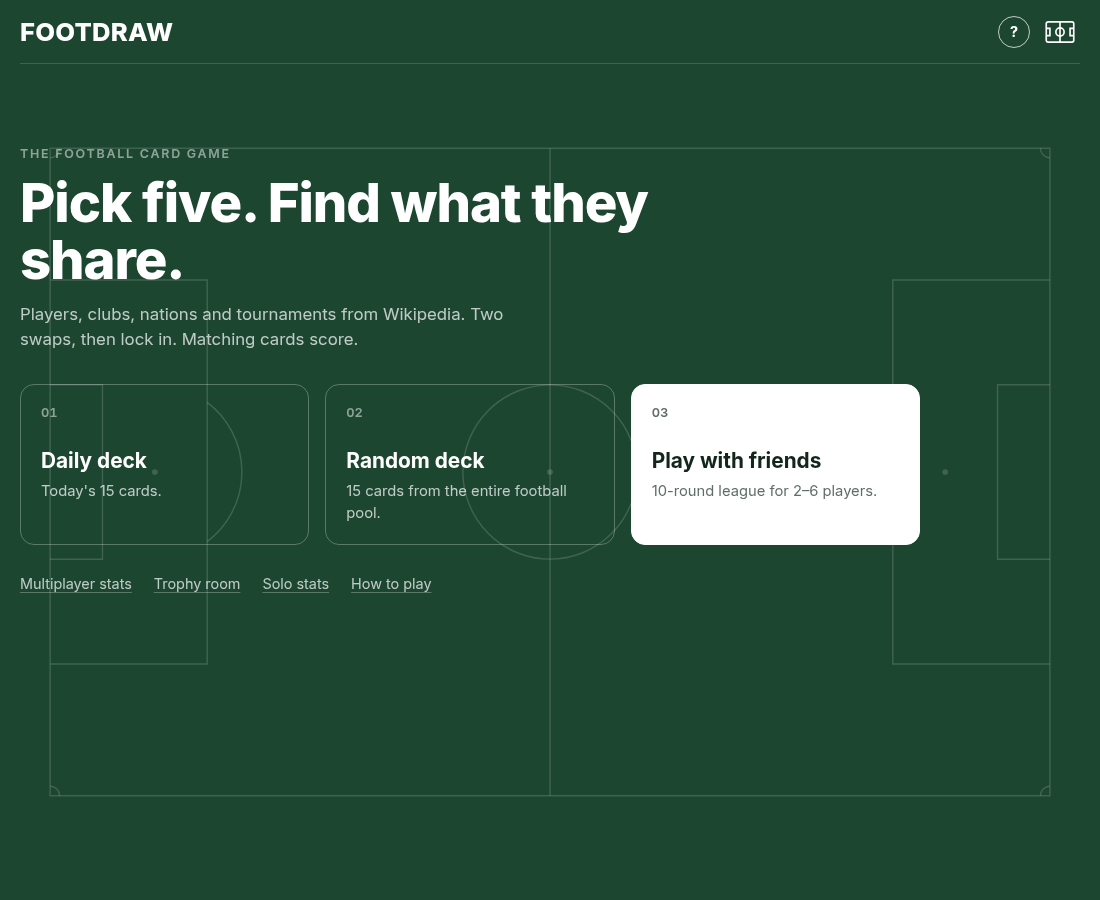 FOOTDRAW
?
THE FOOTBALL CARD GAME
Pick five. Find what they
share.
Players, clubs, nations and tournaments from Wikipedia. Two
swaps, then lock in. Matching cards score.
01
Daily deck
Today's 15 cards.
02
Random deck
15 cards from the entire football
pool.
03
Play with friends
10-round league for 2–6 players.
Multiplayer stats
Trophy room
Solo stats
How to play